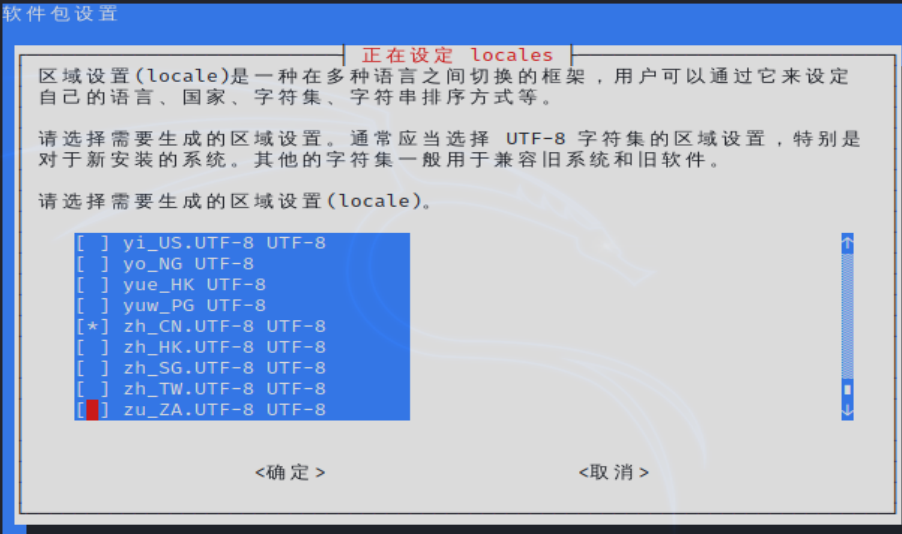 软件包设置
正在设定 locales
区域设置(locale)是一种在多种语言之间切换的框架，用户可以通过它来设定
自己的语言、国家、字符集、字符串排序方式等。
请选择需要生成的区域设置。通常应当选择 UTF-8 字符集的区域设置，特别是
对于新安装的系统。其他的字符集一般用于兼容旧系统和旧软件。
请选择需要生成的区域设置(locale)。
[ ] yi_US.UTF-8 UTF-8
[ ] yo_NG UTF-8
[ ] yue_HK UTF-8
[ ] yuw_PG UTF-8
[*] zh_CN.UTF-8 UTF-8
[ ] zh_HK.UTF-8 UTF-8
[ ] zh_SG.UTF-8 UTF-8
[ ] zh_TW.UTF-8 UTF-8
[ ] zu_ZA.UTF-8 UTF-8
<确定> <取消>